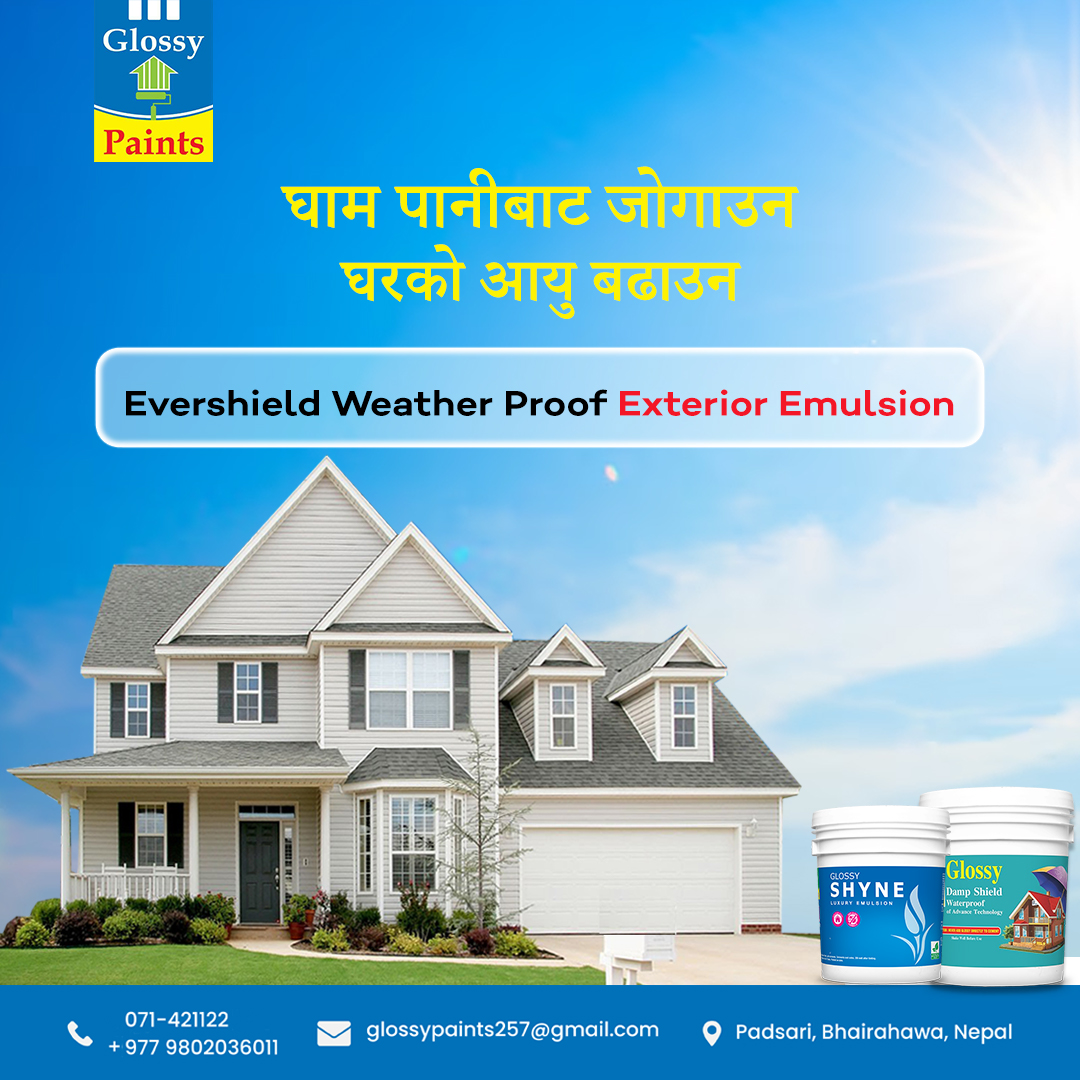 Glossy
Paints
घाम पानीबाट जोगाउन
घरको आयु बढाउन
Evershield Weather Proof Exterior Emulsion
GLOSSY
SHYNE
LUXURY EMULSION
Glossy
Damp Shield
Waterproof
of Advance Technology
071-421122
+977 9802036011
glossypaints257@gmail.com
Padsari, Bhairahawa, Nepal